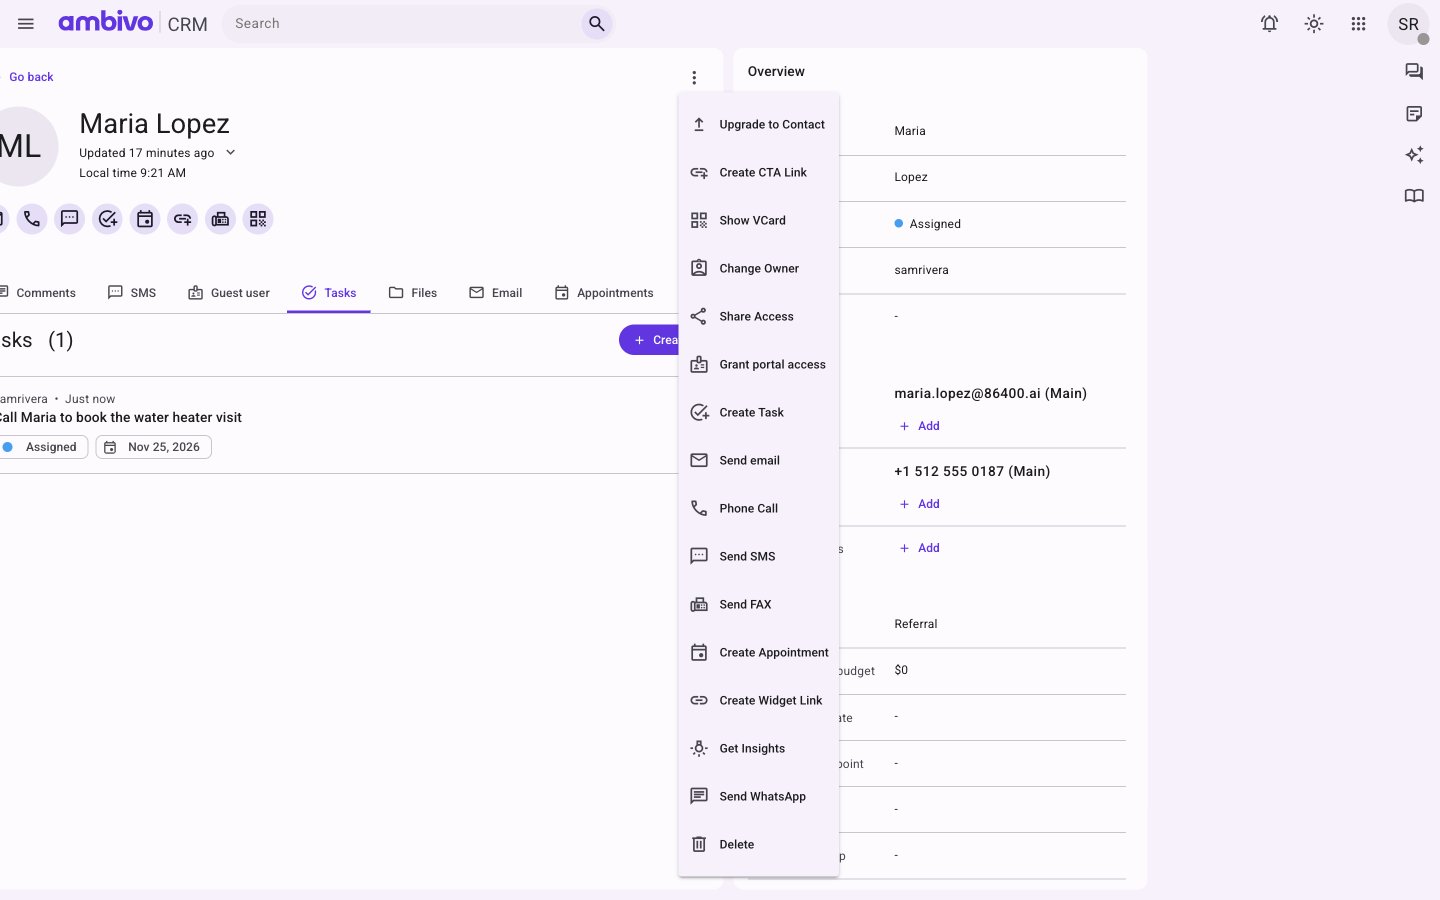 ambivo CRM
Search
SR
Go back
ML
Maria Lopez
Updated 17 minutes ago
Local time 9:21 AM
Comments
SMS
Guest user
Tasks
Files
Email
Appointments
sks (1)
+ Crea
amrivera • Just now
Call Maria to book the water heater visit
Assigned
Nov 25, 2026
Upgrade to Contact
Create CTA Link
Show VCard
Change Owner
Share Access
Grant portal access
Create Task
Send email
Phone Call
Send SMS
Send FAX
Create Appointment
Create Widget Link
Get Insights
Send WhatsApp
Delete
Overview
Maria
Lopez
Assigned
samrivera
-
maria.lopez@86400.ai (Main)
+ Add
+1 512 555 0187 (Main)
+ Add
s
+ Add
Referral
budget $0
ate -
point -
-
p -